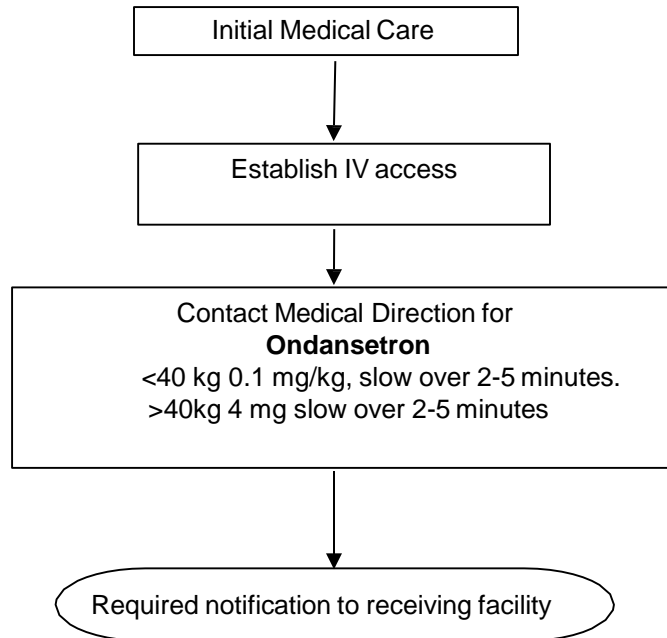 Initial Medical Care
Establish IV access
Contact Medical Direction for
Ondansetron
<40 kg 0.1 mg/kg, slow over 2-5 minutes.
>40kg 4 mg slow over 2-5 minutes
Required notification to receiving facility